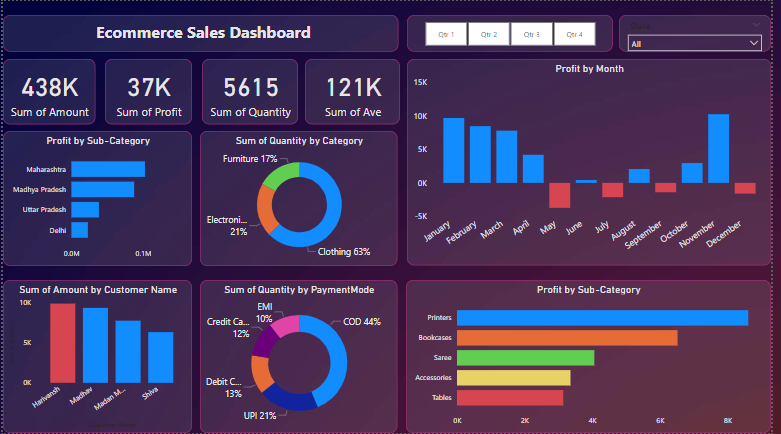 Ecommerce Sales Dashboard
Qtr 1 Qtr 2 Qtr 3 Qtr 4
All
438K
Sum of Amount
37K
Sum of Profit
5615
Sum of Quantity
121K
Sum of Ave
Profit by Month
15K
10K
5K
0K
-5K
January February March April May June July August September October November December
Profit by Sub-Category
Maharashtra
Madhya Pradesh
Uttar Pradesh
Delhi
0.0M 0.1M
Sum of Quantity by Category
Furniture 17%
Electroni...
21%
Clothing 63%
Sum of Amount by Customer Name
10K
5K
0K
Harivansh Madhav Madan M... Shiva
Sum of Quantity by PaymentMode
EMI
10%
COD 44%
Credit Ca...
12%
Debit C...
13%
UPI 21%
Profit by Sub-Category
Printers
Bookcases
Saree
Accessories
Tables
0K 2K 4K 6K 8K